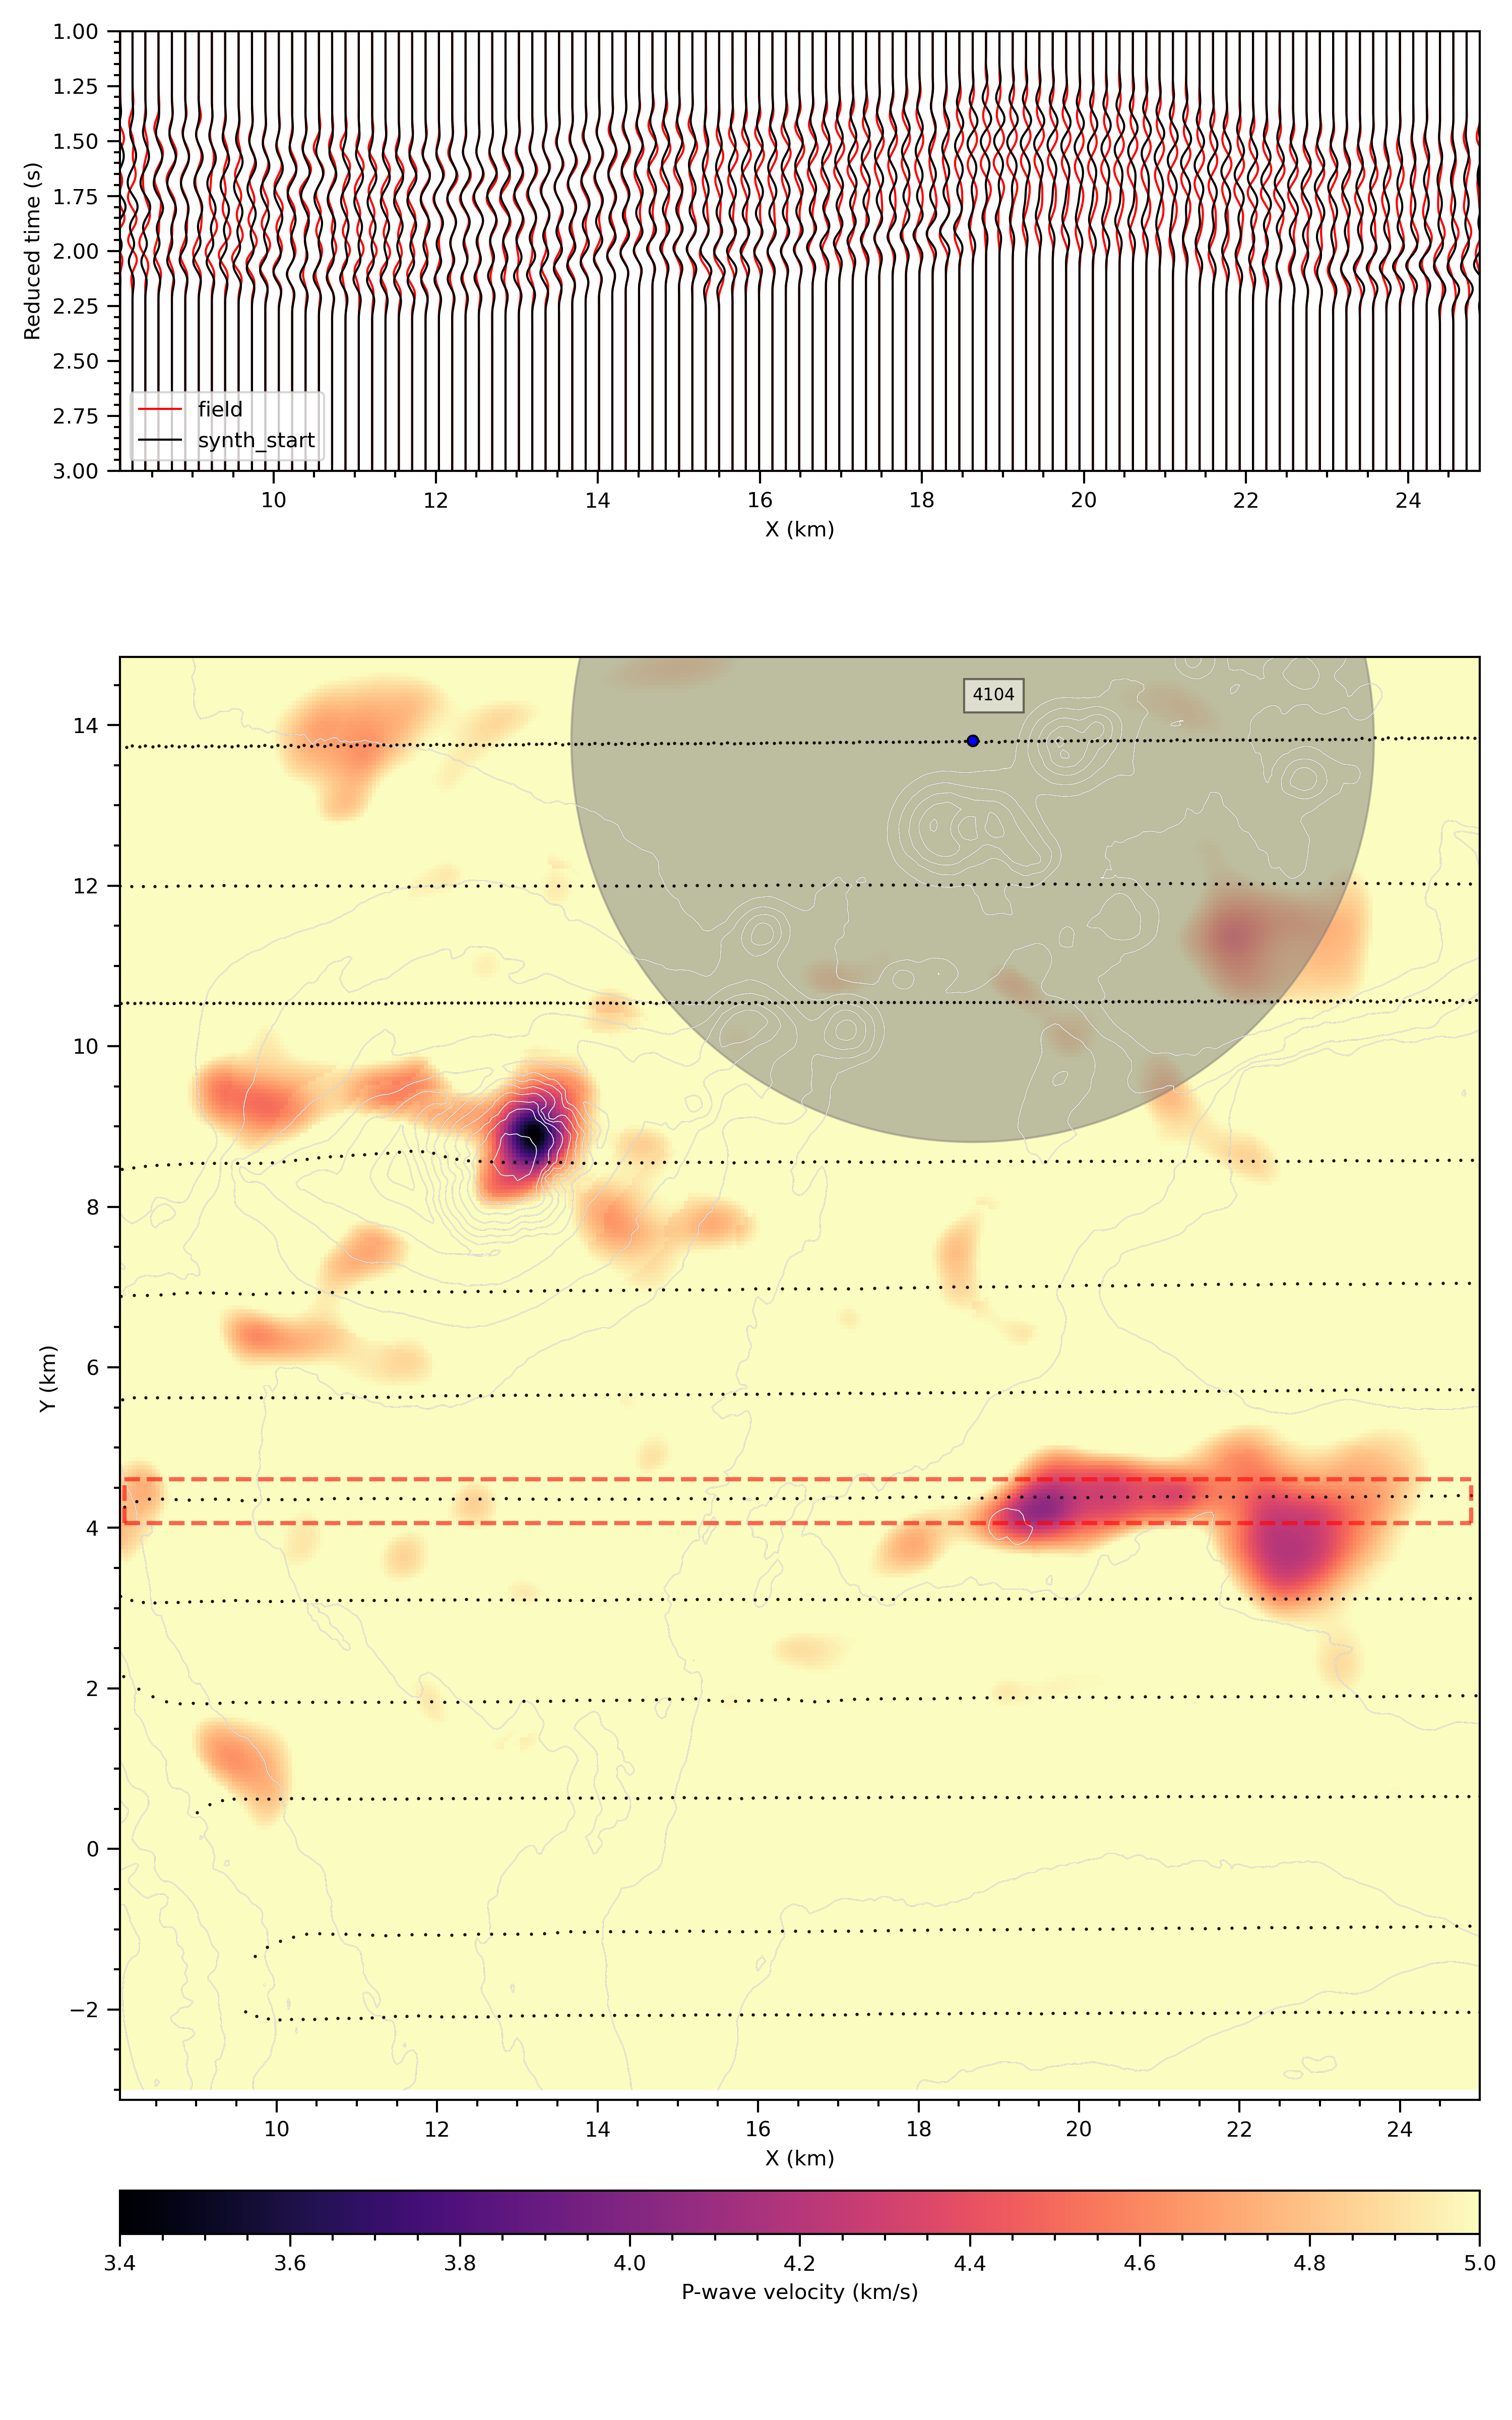 1.00
1.25
1.50
1.75
2.00
2.25
2.50
2.75
3.00
Reduced time (s)
field
synth_start
10 12 14 16 18 20 22 24
X (km)
4104
14
12
10
8
6
4
2
0
−2
Y (km)
10 12 14 16 18 20 22 24
X (km)
3.4 3.6 3.8 4.0 4.2 4.4 4.6 4.8 5.0
P-wave velocity (km/s)